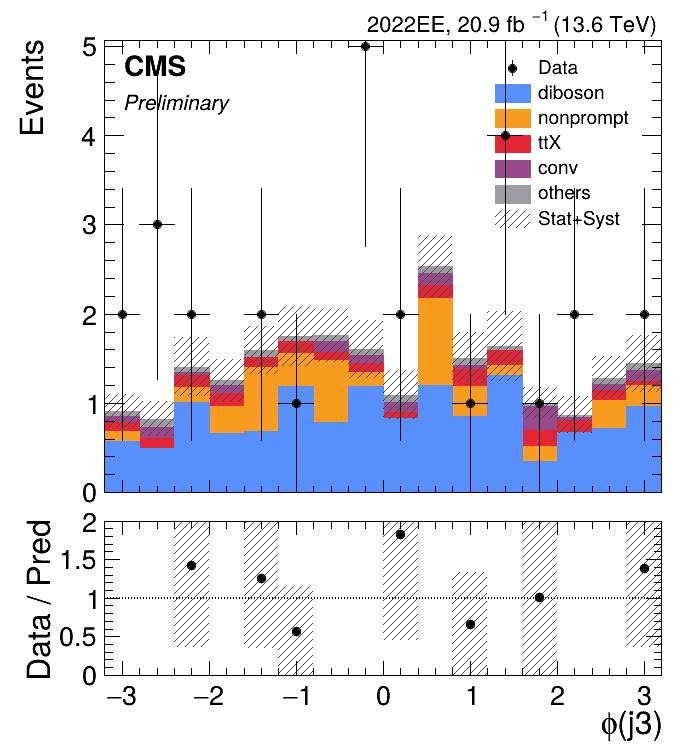 2022EE, 20.9 fb⁻¹ (13.6 TeV)
Events
5
4
3
2
1
0
CMS
Preliminary
Data
diboson
nonprompt
ttX
conv
others
Stat+Syst
Data / Pred
2
1.5
1
0.5
0
−3 −2 −1 0 1 2 3
ϕ(j3)